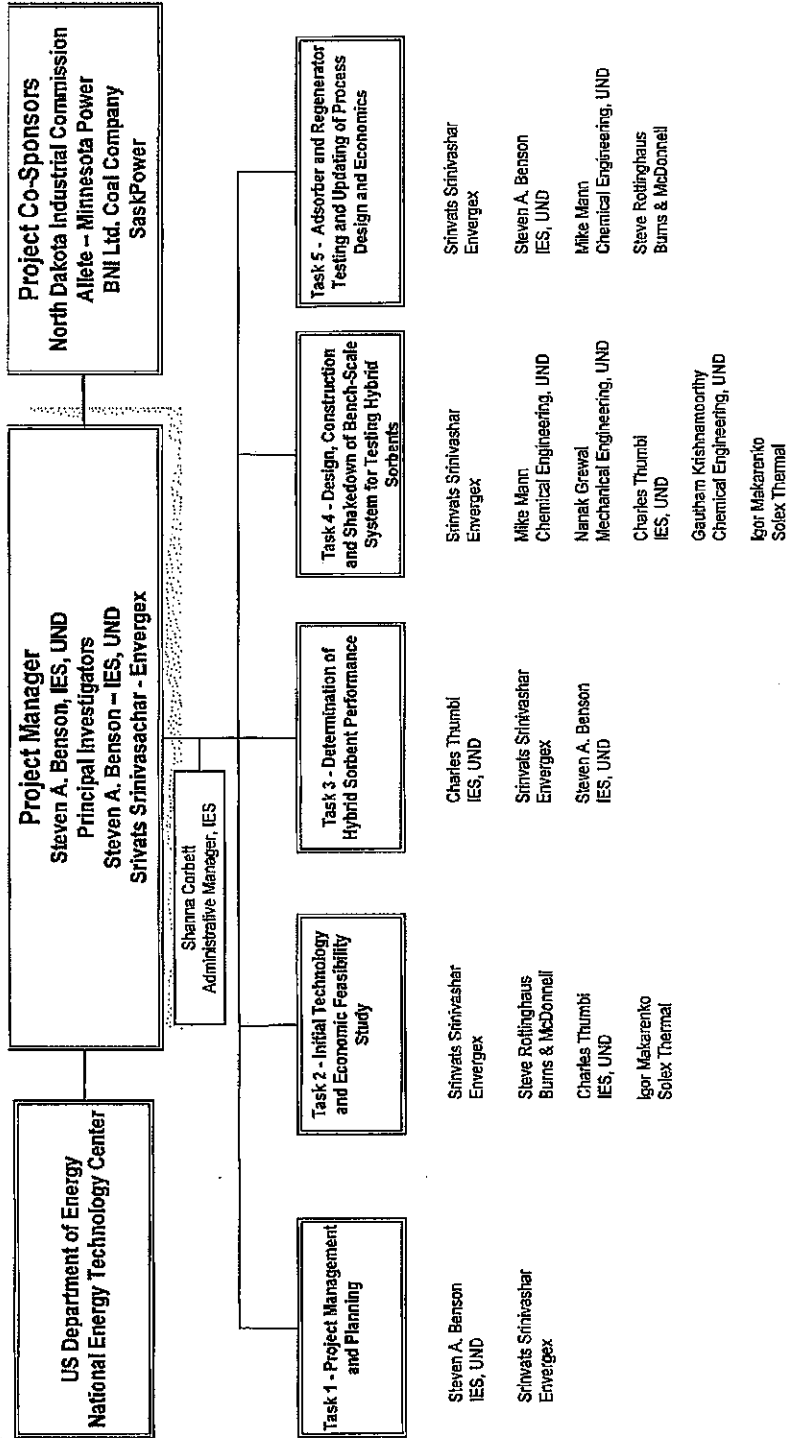 US Department of Energy
National Energy Technology Center
Project Manager
Steven A. Benson, IES, UND
Principal Investigators
Steven A. Benson – IES, UND
Srivats Srinivasachar - Envergex
Project Co-Sponsors
North Dakota Industrial Commission
Allete – Minnesota Power
BNI Ltd. Coal Company
SaskPower
Shanna Corbett
Administrative Manager, IES
Task 1 - Project Management
and Planning
Steven A. Benson
IES, UND
Srinvats Srinivashar
Envergex
Task 2 - Initial Technology
and Economic Feasibility
Study
Srinvats Srinivashar
Envergex
Steve Rottinghaus
Burns & McDonnell
Charles Thumbi
IES, UND
Igor Makarenko
Solex Thermal
Task 3 - Determination of
Hybrid Sorbent Performance
Charles Thumbi
IES, UND
Srinvats Srinivashar
Envergex
Steven A. Benson
IES, UND
Task 4 - Design, Construction
and Shakedown of Bench-Scale
System for Testing Hybrid
Sorbents
Srinvats Srinivashar
Envergex
Mike Mann
Chemical Engineering, UND
Nanak Grewal
Mechanical Engineering, UND
Charles Thumbi
IES, UND
Gautham Krishnamoorthy
Chemical Engineering, UND
Igor Makarenko
Solex Thermal
Task 5 - Adsorber and Regenerator
Testing and Updating of Process
Design and Economics
Srinvats Srinivashar
Envergex
Steven A. Benson
IES, UND
Mike Mann
Chemical Engineering, UND
Steve Rottinghaus
Burns & McDonnell